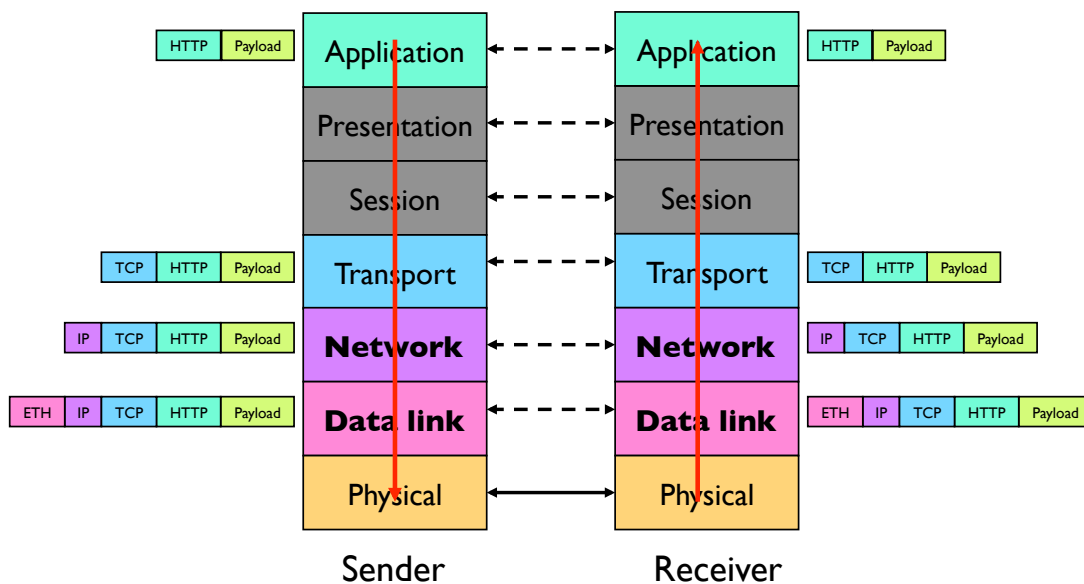 HTTP Payload Application Application HTTP Payload
Presentation Presentation
Session Session
TCP HTTP Payload Transport Transport TCP HTTP Payload
IP TCP HTTP Payload Network Network IP TCP HTTP Payload
ETH IP TCP HTTP Payload Data link Data link ETH IP TCP HTTP Payload
Physical Physical
Sender Receiver